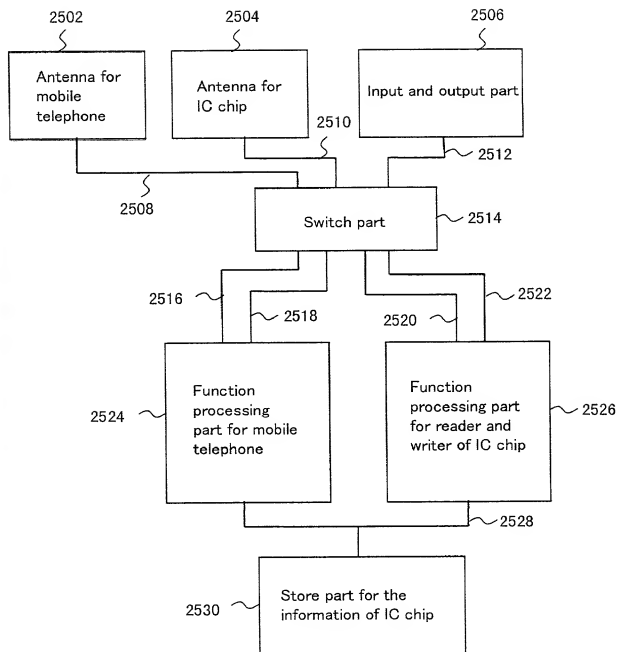 2502
2504
2506
Antenna for
mobile
telephone
Antenna for
IC chip
Input and output part
2510
2512
2508
Switch part
2514
2516
2518
2520
2522
2524
Function
processing
part for mobile
telephone
Function
processing part
for reader and
writer of IC chip
2526
2528
2530
Store part for the
information of IC chip